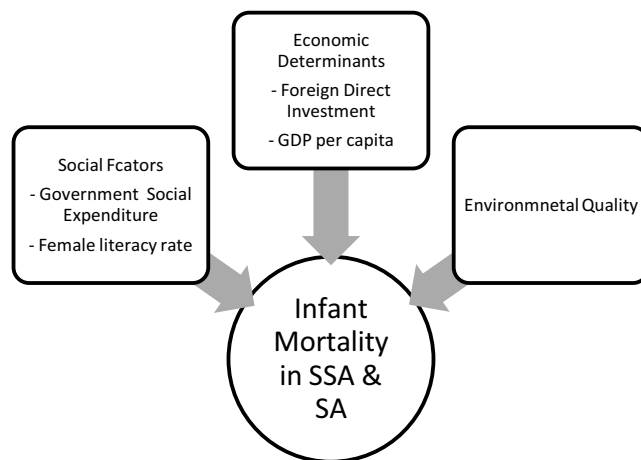 Economic
Determinants
- Foreign Direct
Investment
- GDP per capita
Social Fcators
- Government Social
Expenditure
- Female literacy rate
Environmnetal Quality
Infant
Mortality
in SSA &
SA